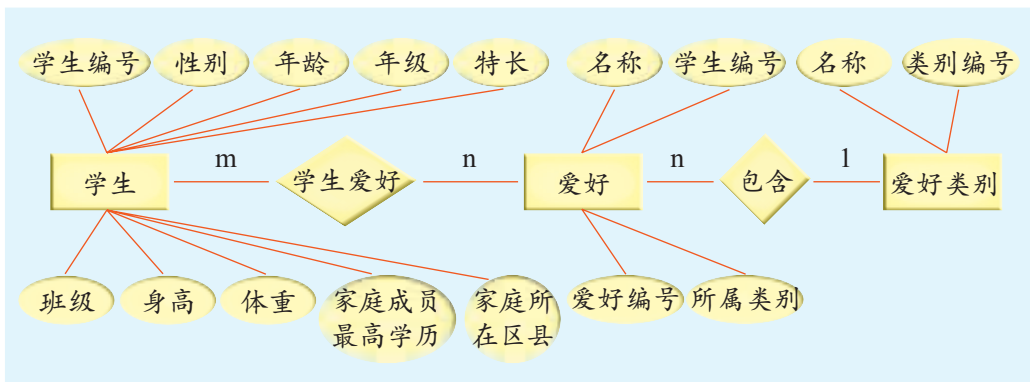 学生编号 性别 年龄 年级 特长 名称 学生编号 名称 类别编号
m n n 1
学生 学生爱好 爱好 包含 爱好类别
班级 身高 体重 家庭成员 家庭所 爱好编号 所属类别
最高学历 在区县